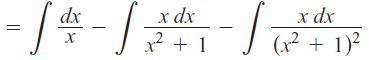 = ∫ dx/x − ∫ x dx/(x² + 1) − ∫ x dx/(x² + 1)²